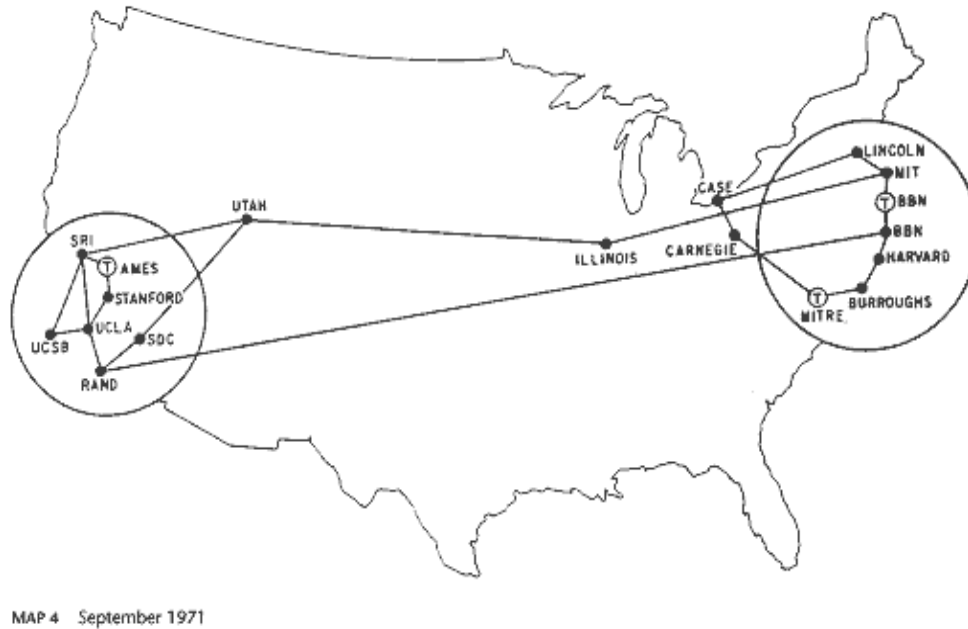 LINCOLN
MIT
CASE
T BBN
UTAH
BBN
SRI
CARNEGIE
ILLINOIS
HARVARD
T AMES
STANFORD
T
BURROUGHS
MITRE
UCLA
SDC
UCSB
RAND
MAP 4 September 1971